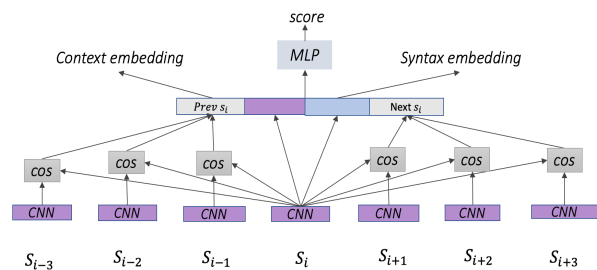 score
Context embedding MLP Syntax embedding
Prev s_i Next s_i
cos cos cos cos cos cos
CNN CNN CNN CNN CNN CNN CNN
S_{i-3} S_{i-2} S_{i-1} S_i S_{i+1} S_{i+2} S_{i+3}